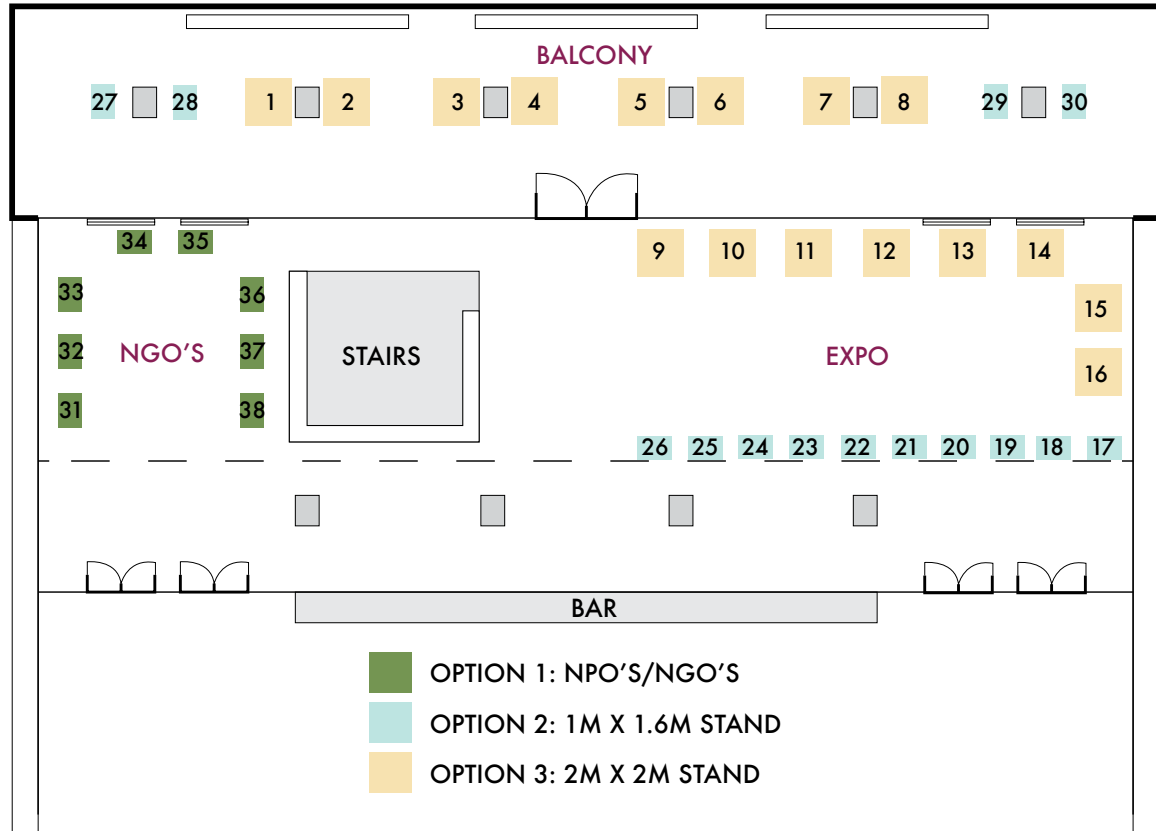 BALCONY
27 28 1 2 3 4 5 6 7 8 29 30
34 35 9 10 11 12 13 14
33 36 15
32 NGO'S 37 STAIRS EXPO 16
31 38
26 25 24 23 22 21 20 19 18 17
BAR
OPTION 1: NPO'S/NGO'S
OPTION 2: 1M X 1.6M STAND
OPTION 3: 2M X 2M STAND